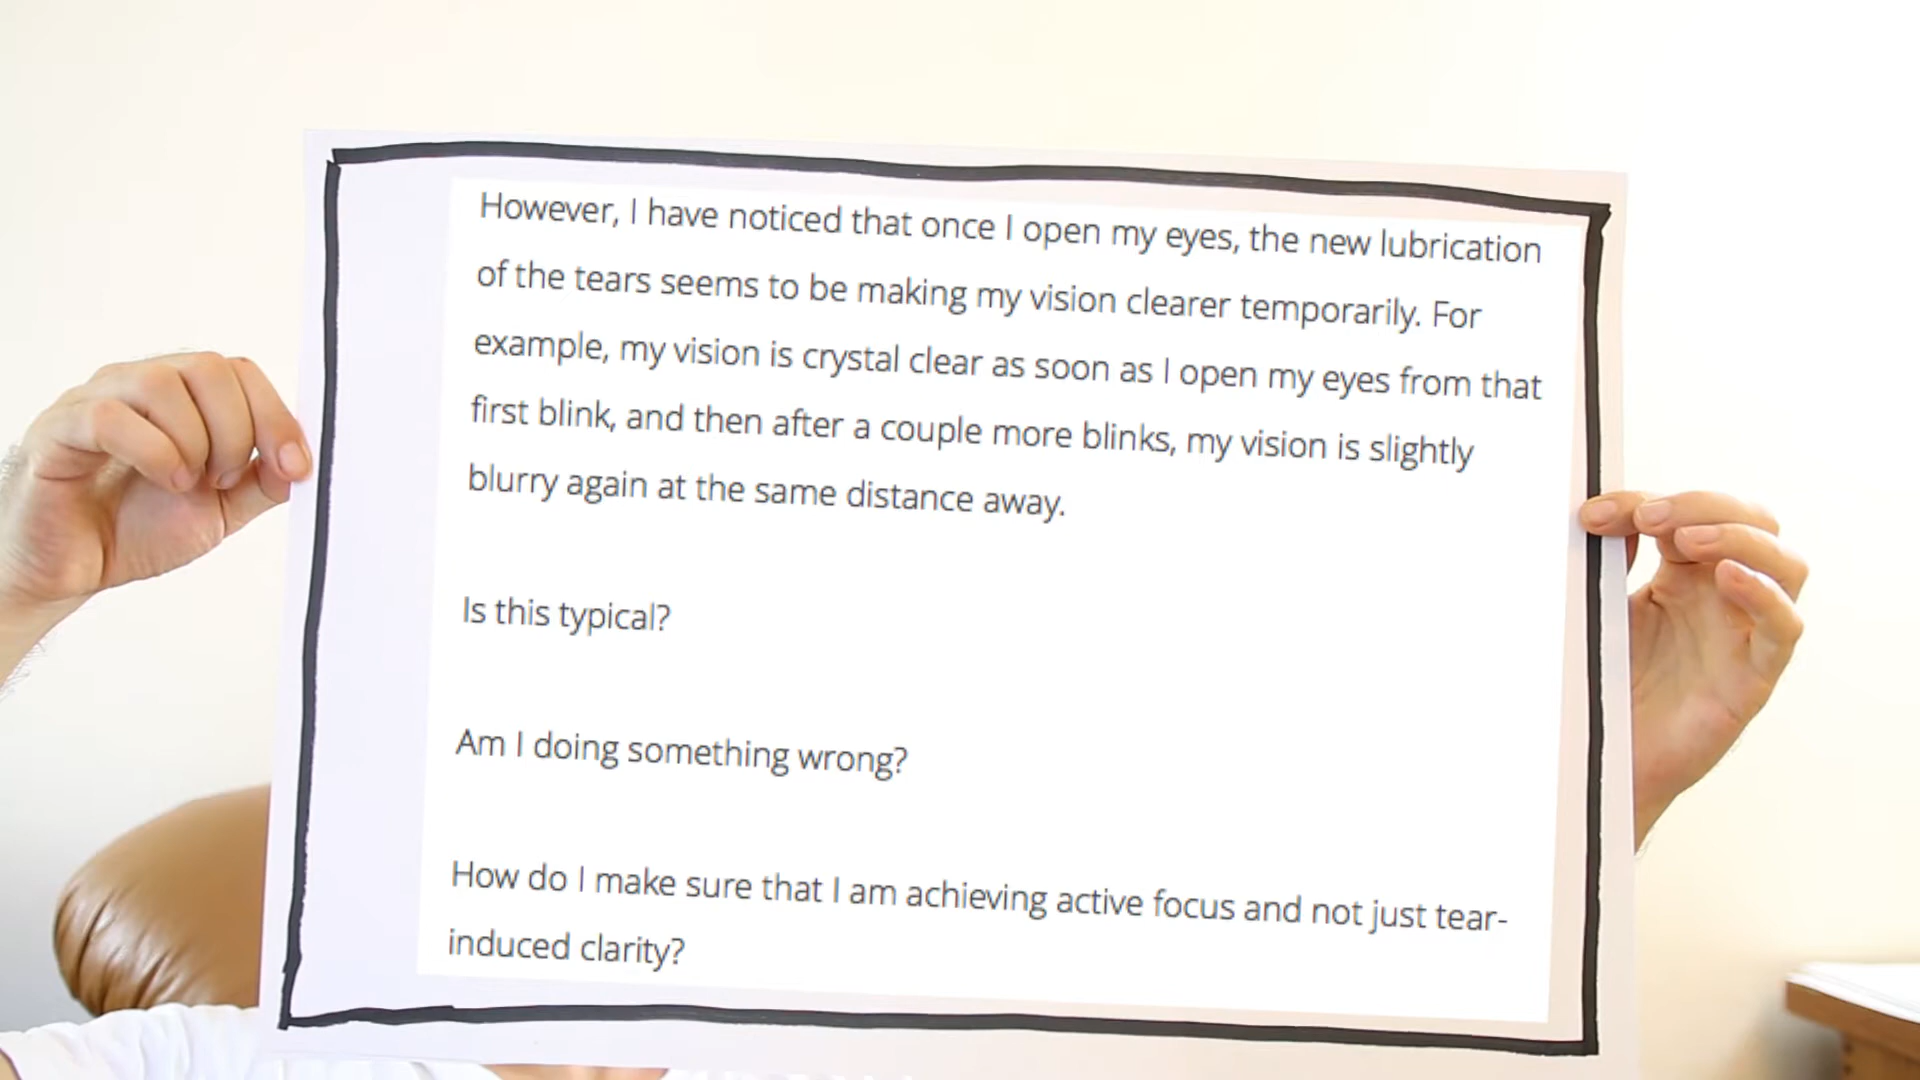 However, I have noticed that once I open my eyes, the new lubrication
of the tears seems to be making my vision clearer temporarily. For
example, my vision is crystal clear as soon as I open my eyes from that
first blink, and then after a couple more blinks, my vision is slightly
blurry again at the same distance away.
Is this typical?
Am I doing something wrong?
How do I make sure that I am achieving active focus and not just tear-
induced clarity?